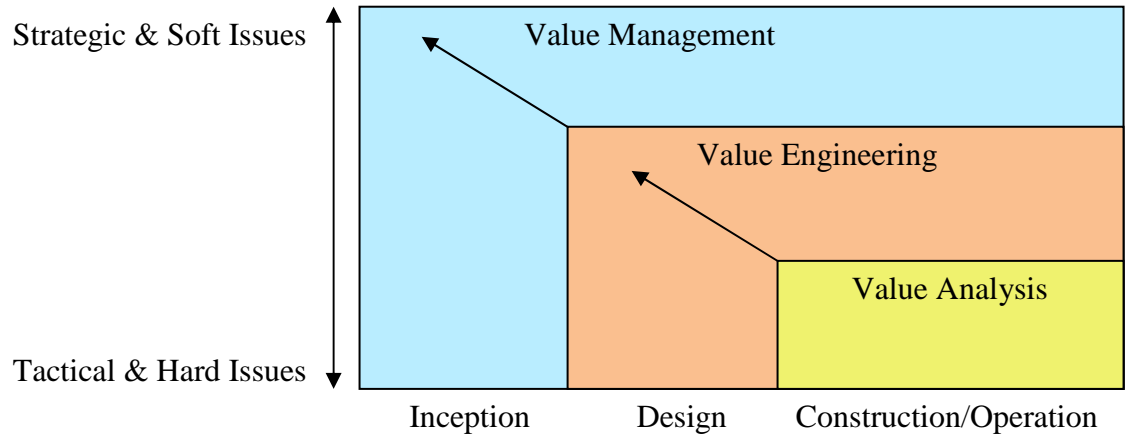 Strategic & Soft Issues
Value Management
Value Engineering
Value Analysis
Tactical & Hard Issues
Inception
Design
Construction/Operation